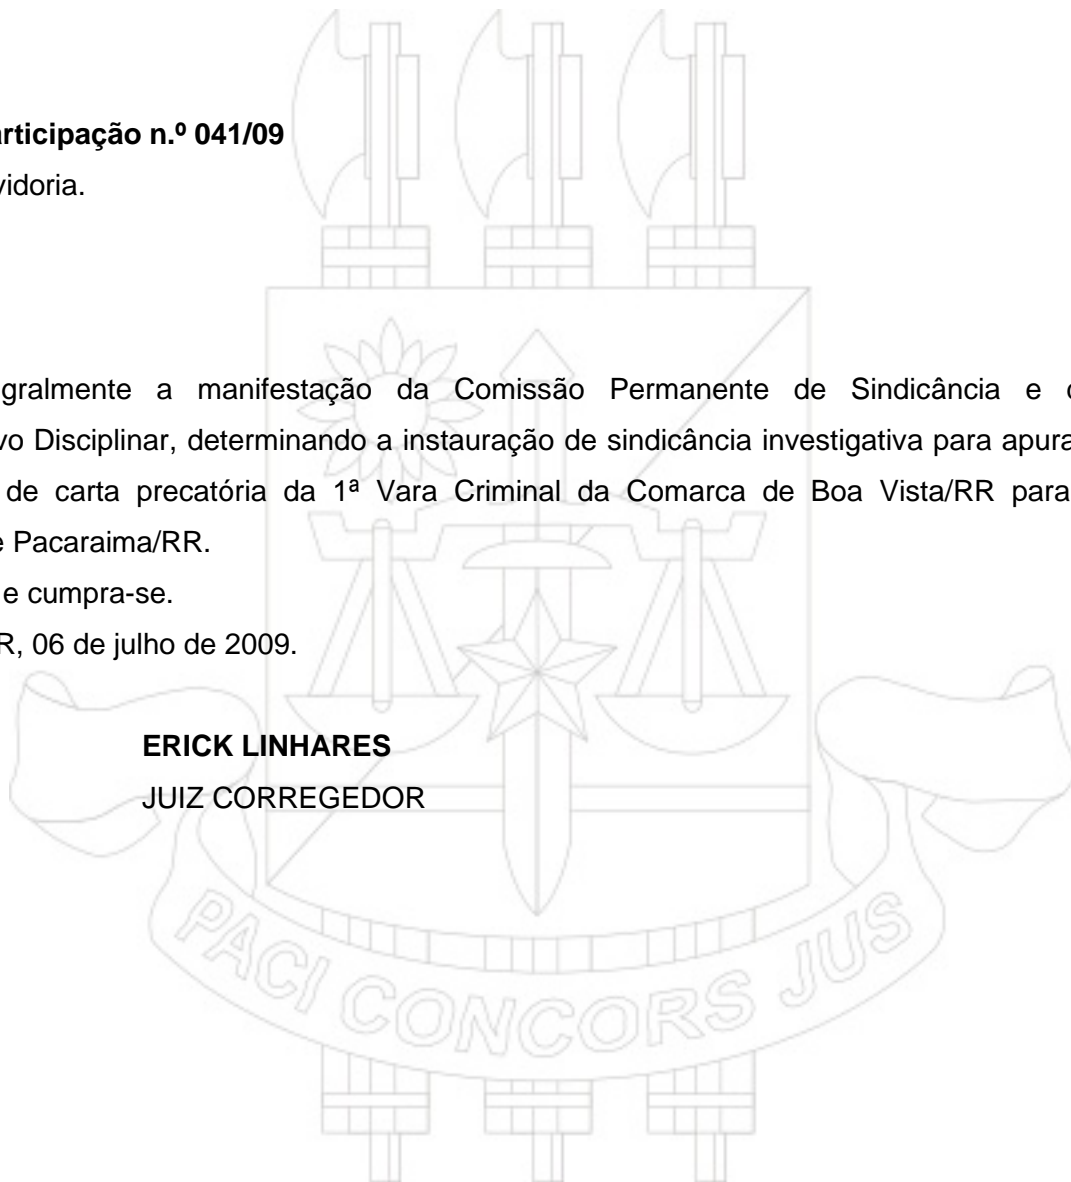 articipação n.º 041/09
vidoria.
gralmente a manifestação da Comissão Permanente de Sindicância e
vo Disciplinar, determinando a instauração de sindicância investigativa para apura
de carta precatória da 1ª Vara Criminal da Comarca de Boa Vista/RR para
e Pacaraima/RR.
e cumpra-se.
R, 06 de julho de 2009.
ERICK LINHARES
JUIZ CORREGEDOR
PACI CONCORS JUS